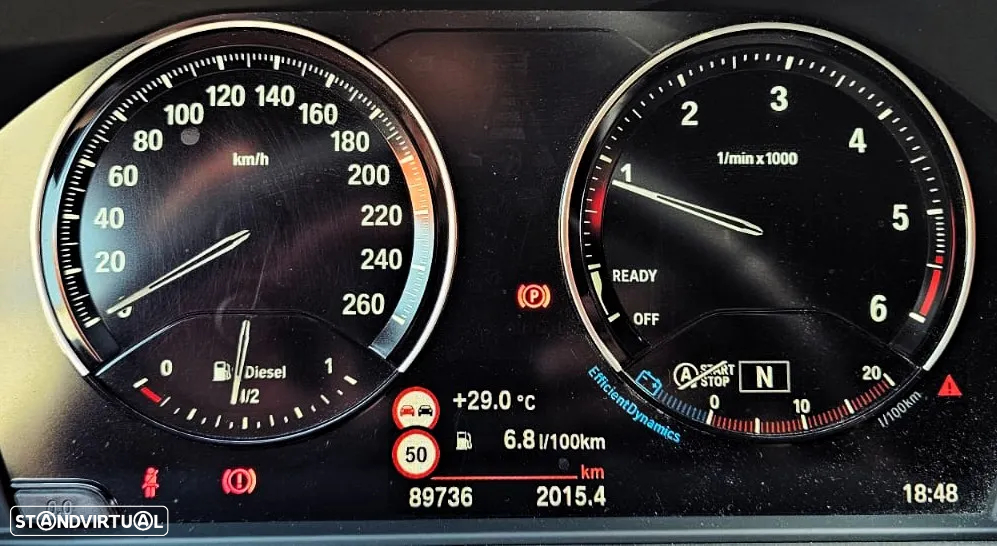 120 140
100 160
80 180
60 200
40 220
20 240
0 260
km/h
0 Diesel 1
1/2
3
2 4
1 5
6
1/min x 1000
READY
OFF
(P)
(A) START
STOP
N
0 10 20
l/100km
EfficientDynamics
+29.0 °C
6.8 l/100km
50
km
89736 2015.4
18:48
STANDVIRTUAL